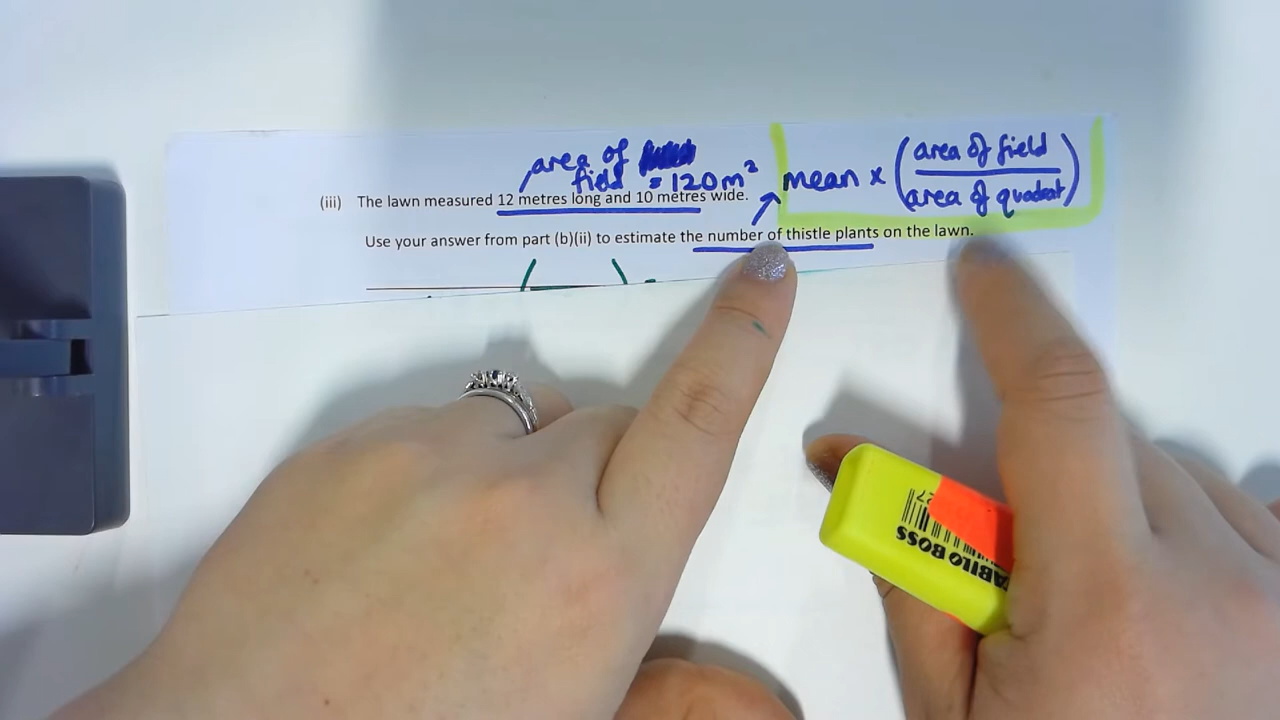 area of
field = 120m²
mean × (area of field
area of quadrat)
(iii) The lawn measured 12 metres long and 10 metres wide.
Use your answer from part (b)(ii) to estimate the number of thistle plants on the lawn.
27
TABILO BOSS